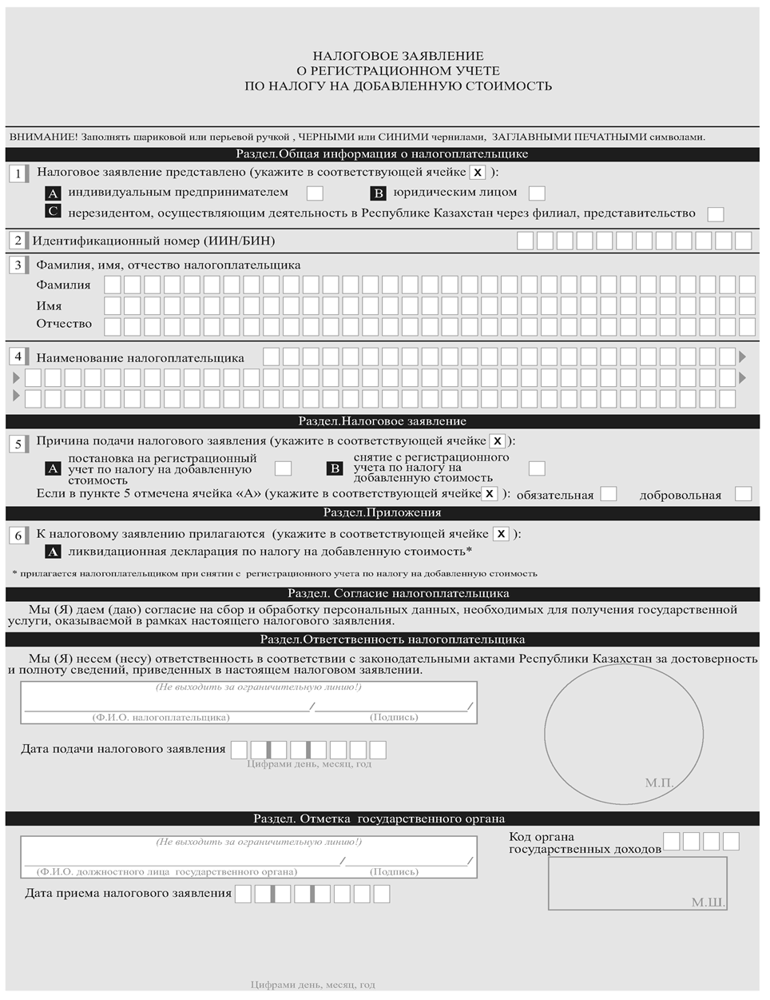 НАЛОГОВОЕ ЗАЯВЛЕНИЕ
О РЕГИСТРАЦИОННОМ УЧЕТЕ
ПО НАЛОГУ НА ДОБАВЛЕННУЮ СТОИМОСТЬ
ВНИМАНИЕ! Заполнять шариковой или перьевой ручкой , ЧЕРНЫМИ или СИНИМИ чернилами, ЗАГЛАВНЫМИ ПЕЧАТНЫМИ символами.
Раздел.Общая информация о налогоплательщике
1 Налоговое заявление представлено (укажите в соответствующей ячейке X ):
A индивидуальным предпринимателем B юридическим лицом
C нерезидентом, осуществляющим деятельность в Республике Казахстан через филиал, представительство
2 Идентификационный номер (ИИН/БИН)
3 Фамилия, имя, отчество налогоплательщика
Фамилия
Имя
Отчество
4 Наименование налогоплательщика
Раздел.Налоговое заявление
5 Причина подачи налогового заявления (укажите в соответствующей ячейке X ):
A постановка на регистрационный
учет по налогу на добавленную
стоимость
B снятие с регистрационного
учета по налогу на
добавленную стоимость
Если в пункте 5 отмечена ячейка «А» (укажите в соответствующей ячейке X ): обязательная добровольная
Раздел.Приложения
6 К налоговому заявлению прилагаются (укажите в соответствующей ячейке X ):
A ликвидационная декларация по налогу на добавленную стоимость*
* прилагается налогоплательщиком при снятии с регистрационного учета по налогу на добавленную стоимость
Раздел. Согласие налогоплательщика
Мы (Я) даем (даю) согласие на сбор и обработку персональных данных, необходимых для получения государственной
услуги, оказываемой в рамках настоящего налогового заявления.
Раздел.Ответственность налогоплательщика
Мы (Я) несем (несу) ответственность в соответствии с законодательными актами Республики Казахстан за достоверность
и полноту сведений, приведенных в настоящем налоговом заявлении.
(Не выходить за ограничительную линию!)
/ /
(Ф.И.О. налогоплательщика) (Подпись)
Дата подачи налогового заявления
Цифрами день, месяц, год
М.П.
Раздел. Отметка государственного органа
(Не выходить за ограничительную линию!)
/ /
(Ф.И.О. должностного лица государственного органа) (Подпись)
Код органа
государственных доходов
Дата приема налогового заявления
М.Ш.
Цифрами день, месяц, год